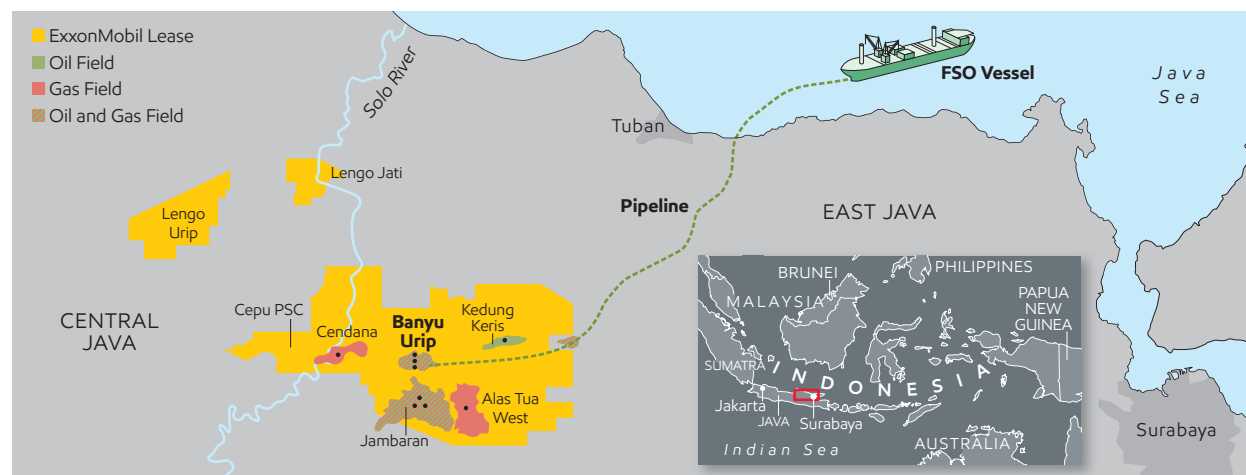 ExxonMobil Lease
Oil Field
Gas Field
Oil and Gas Field
Solo River
FSO Vessel
Java
Sea
Tuban
Lengo Jati
Lengo
Urip
Pipeline
EAST JAVA
CENTRAL
JAVA
Cepu PSC
Cendana
Banyu
Urip
Kedung
Keris
Alas Tua
West
Jambaran
Surabaya
BRUNEI
PHILIPPINES
MALAYSIA
PAPUA
NEW
GUINEA
SUMATRA
INDONESIA
Jakarta
JAVA
Surabaya
Indian Sea
AUSTRALIA